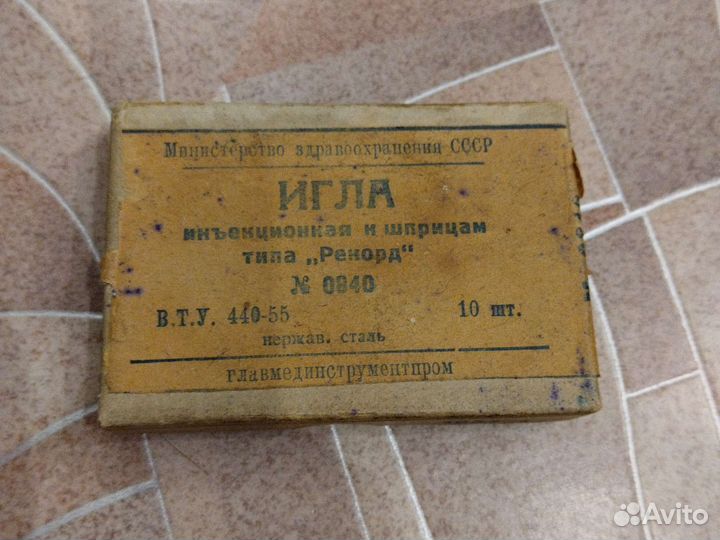 Министерство здравоохранения СССР
ИГЛА
инъекционная к шприцам
типа „Рекорд"
№ 0840
В.Т.У. 440-55 10 шт.
нержав. сталь
главмединструментпром
Avito